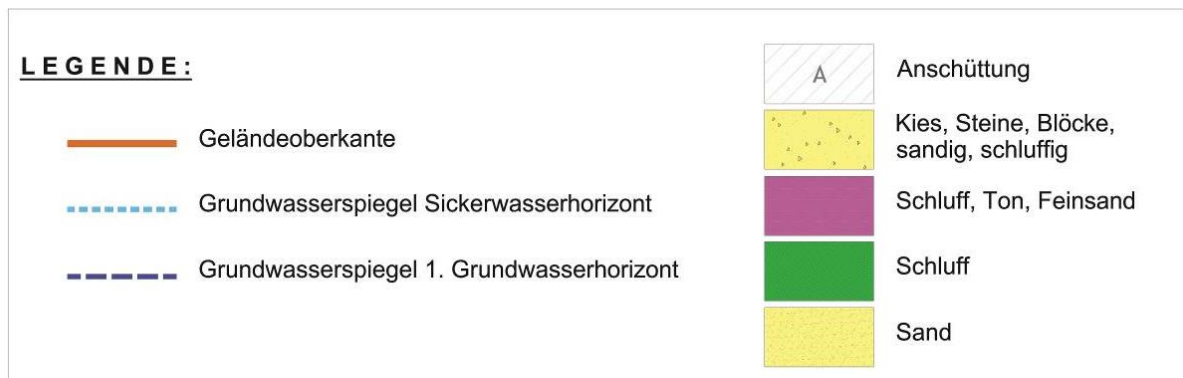 LEGENDE:
Geländeoberkante
Grundwasserspiegel Sickerwasserhorizont
Grundwasserspiegel 1. Grundwasserhorizont
A
Anschüttung
Kies, Steine, Blöcke,
sandig, schluffig
Schluff, Ton, Feinsand
Schluff
Sand